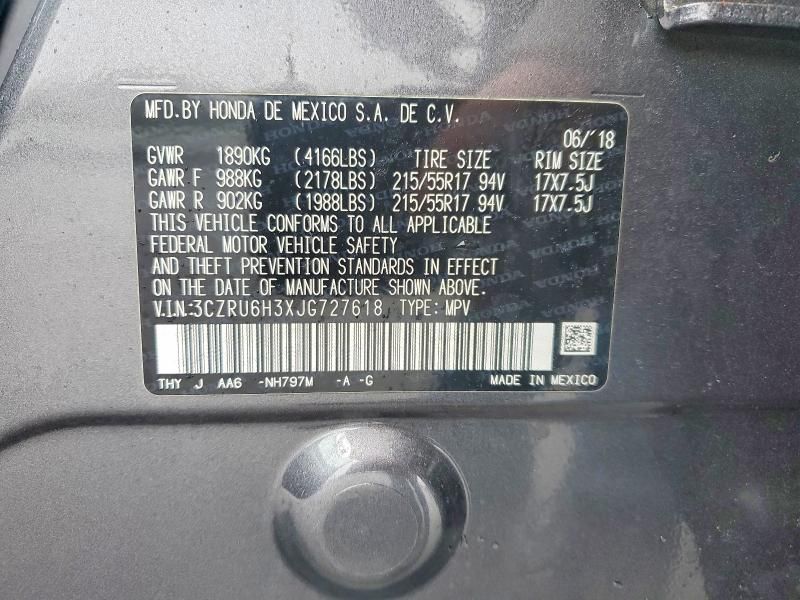 MFD.BY HONDA DE MEXICO S.A. DE C.V.
06/'18
GVWR 1890KG (4166LBS) TIRE SIZE RIM SIZE
GAWR F 988KG (2178LBS) 215/55R17 94V 17X7.5J
GAWR R 902KG (1988LBS) 215/55R17 94V 17X7.5J
THIS VEHICLE CONFORMS TO ALL APPLICABLE
FEDERAL MOTOR VEHICLE SAFETY
AND THEFT PREVENTION STANDARDS IN EFFECT
ON THE DATE OF MANUFACTURE SHOWN ABOVE.
V.I.N.:3CZRU6H3XJG727618 TYPE: MPV
THY J AA6 -NH797M -A -G MADE IN MEXICO